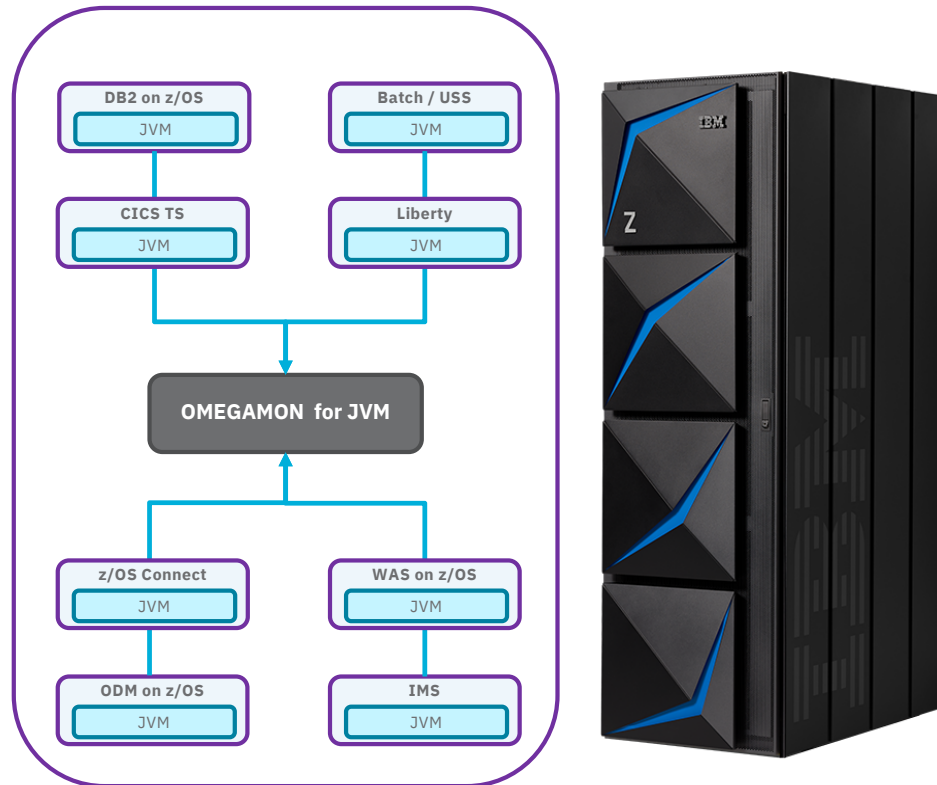 DB2 on z/OS
JVM
Batch / USS
JVM
CICS TS
JVM
Liberty
JVM
OMEGAMON for JVM
z/OS Connect
JVM
WAS on z/OS
JVM
ODM on z/OS
JVM
IMS
JVM
IBM
Z
IBM